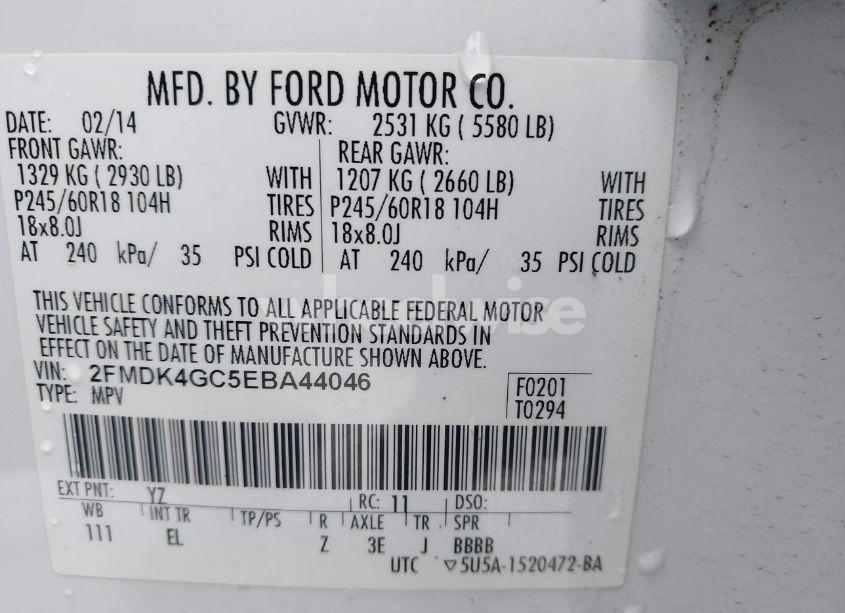 MFD. BY FORD MOTOR CO.
DATE: 02/14 GVWR: 2531 KG ( 5580 LB)
FRONT GAWR: REAR GAWR:
1329 KG ( 2930 LB) WITH 1207 KG ( 2660 LB) WITH
P245/60R18 104H TIRES P245/60R18 104H TIRES
18x8.0J RIMS 18x8.0J RIMS
AT 240 kPa/ 35 PSI COLD AT 240 kPa/ 35 PSI COLD
THIS VEHICLE CONFORMS TO ALL APPLICABLE FEDERAL MOTOR
VEHICLE SAFETY AND THEFT PREVENTION STANDARDS IN
EFFECT ON THE DATE OF MANUFACTURE SHOWN ABOVE.
VIN: 2FMDK4GC5EBA44046 F0201
TYPE: MPV T0294
EXT PNT: YZ RC: 11 DSO:
WB INT TR TP/PS R AXLE TR SPR
111 EL Z 3E J BBBB
UTC ▽5U5A-1520472-BA